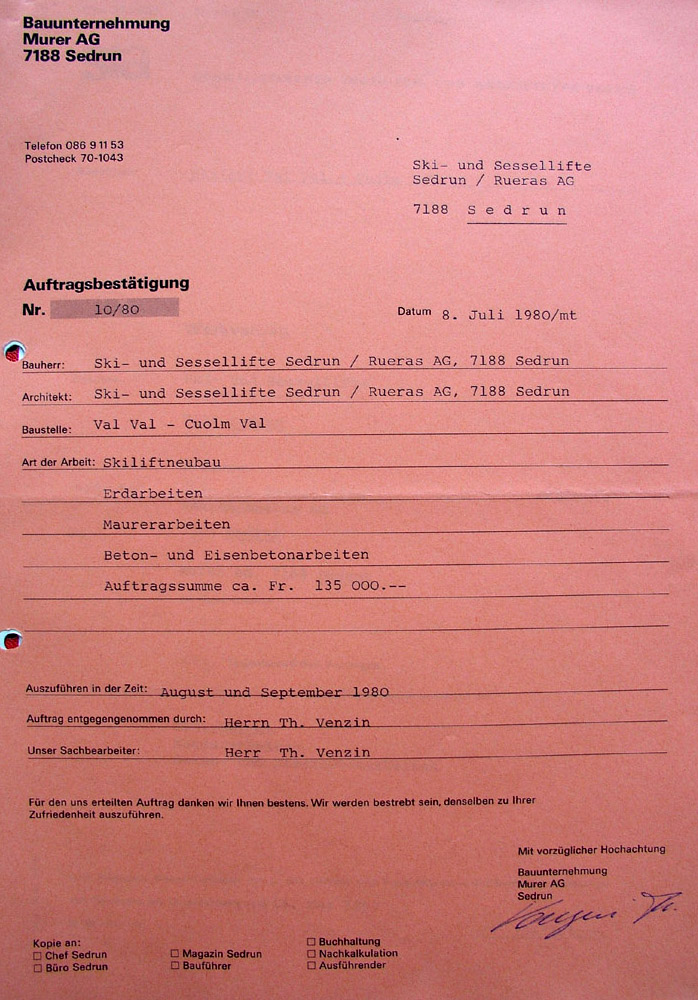 Bauunternehmung
Murer AG
7188 Sedrun
Telefon 086 9 11 53
Postcheck 70-1043
Ski- und Sessellifte
Sedrun / Rueras AG
7188 S e d r u n
Auftragsbestätigung
Nr. 10/80
Datum 8. Juli 1980/mt
Bauherr: Ski- und Sessellifte Sedrun / Rueras AG, 7188 Sedrun
Architekt: Ski- und Sessellifte Sedrun / Rueras AG, 7188 Sedrun
Baustelle: Val Val - Cuolm Val
Art der Arbeit: Skiliftneubau
Erdarbeiten
Maurerarbeiten
Beton- und Eisenbetonarbeiten
Auftragssumme ca. Fr. 135 000.--
Auszuführen in der Zeit: August und September 1980
Auftrag entgegengenommen durch: Herrn Th. Venzin
Unser Sachbearbeiter: Herr Th. Venzin
Für den uns erteilten Auftrag danken wir Ihnen bestens. Wir werden bestrebt sein, denselben zu Ihrer
Zufriedenheit auszuführen.
Mit vorzüglicher Hochachtung
Bauunternehmung
Murer AG
Sedrun
Kopie an:
☐ Chef Sedrun
☐ Büro Sedrun
☐ Magazin Sedrun
☐ Bauführer
☐ Buchhaltung
☐ Nachkalkulation
☐ Ausführender